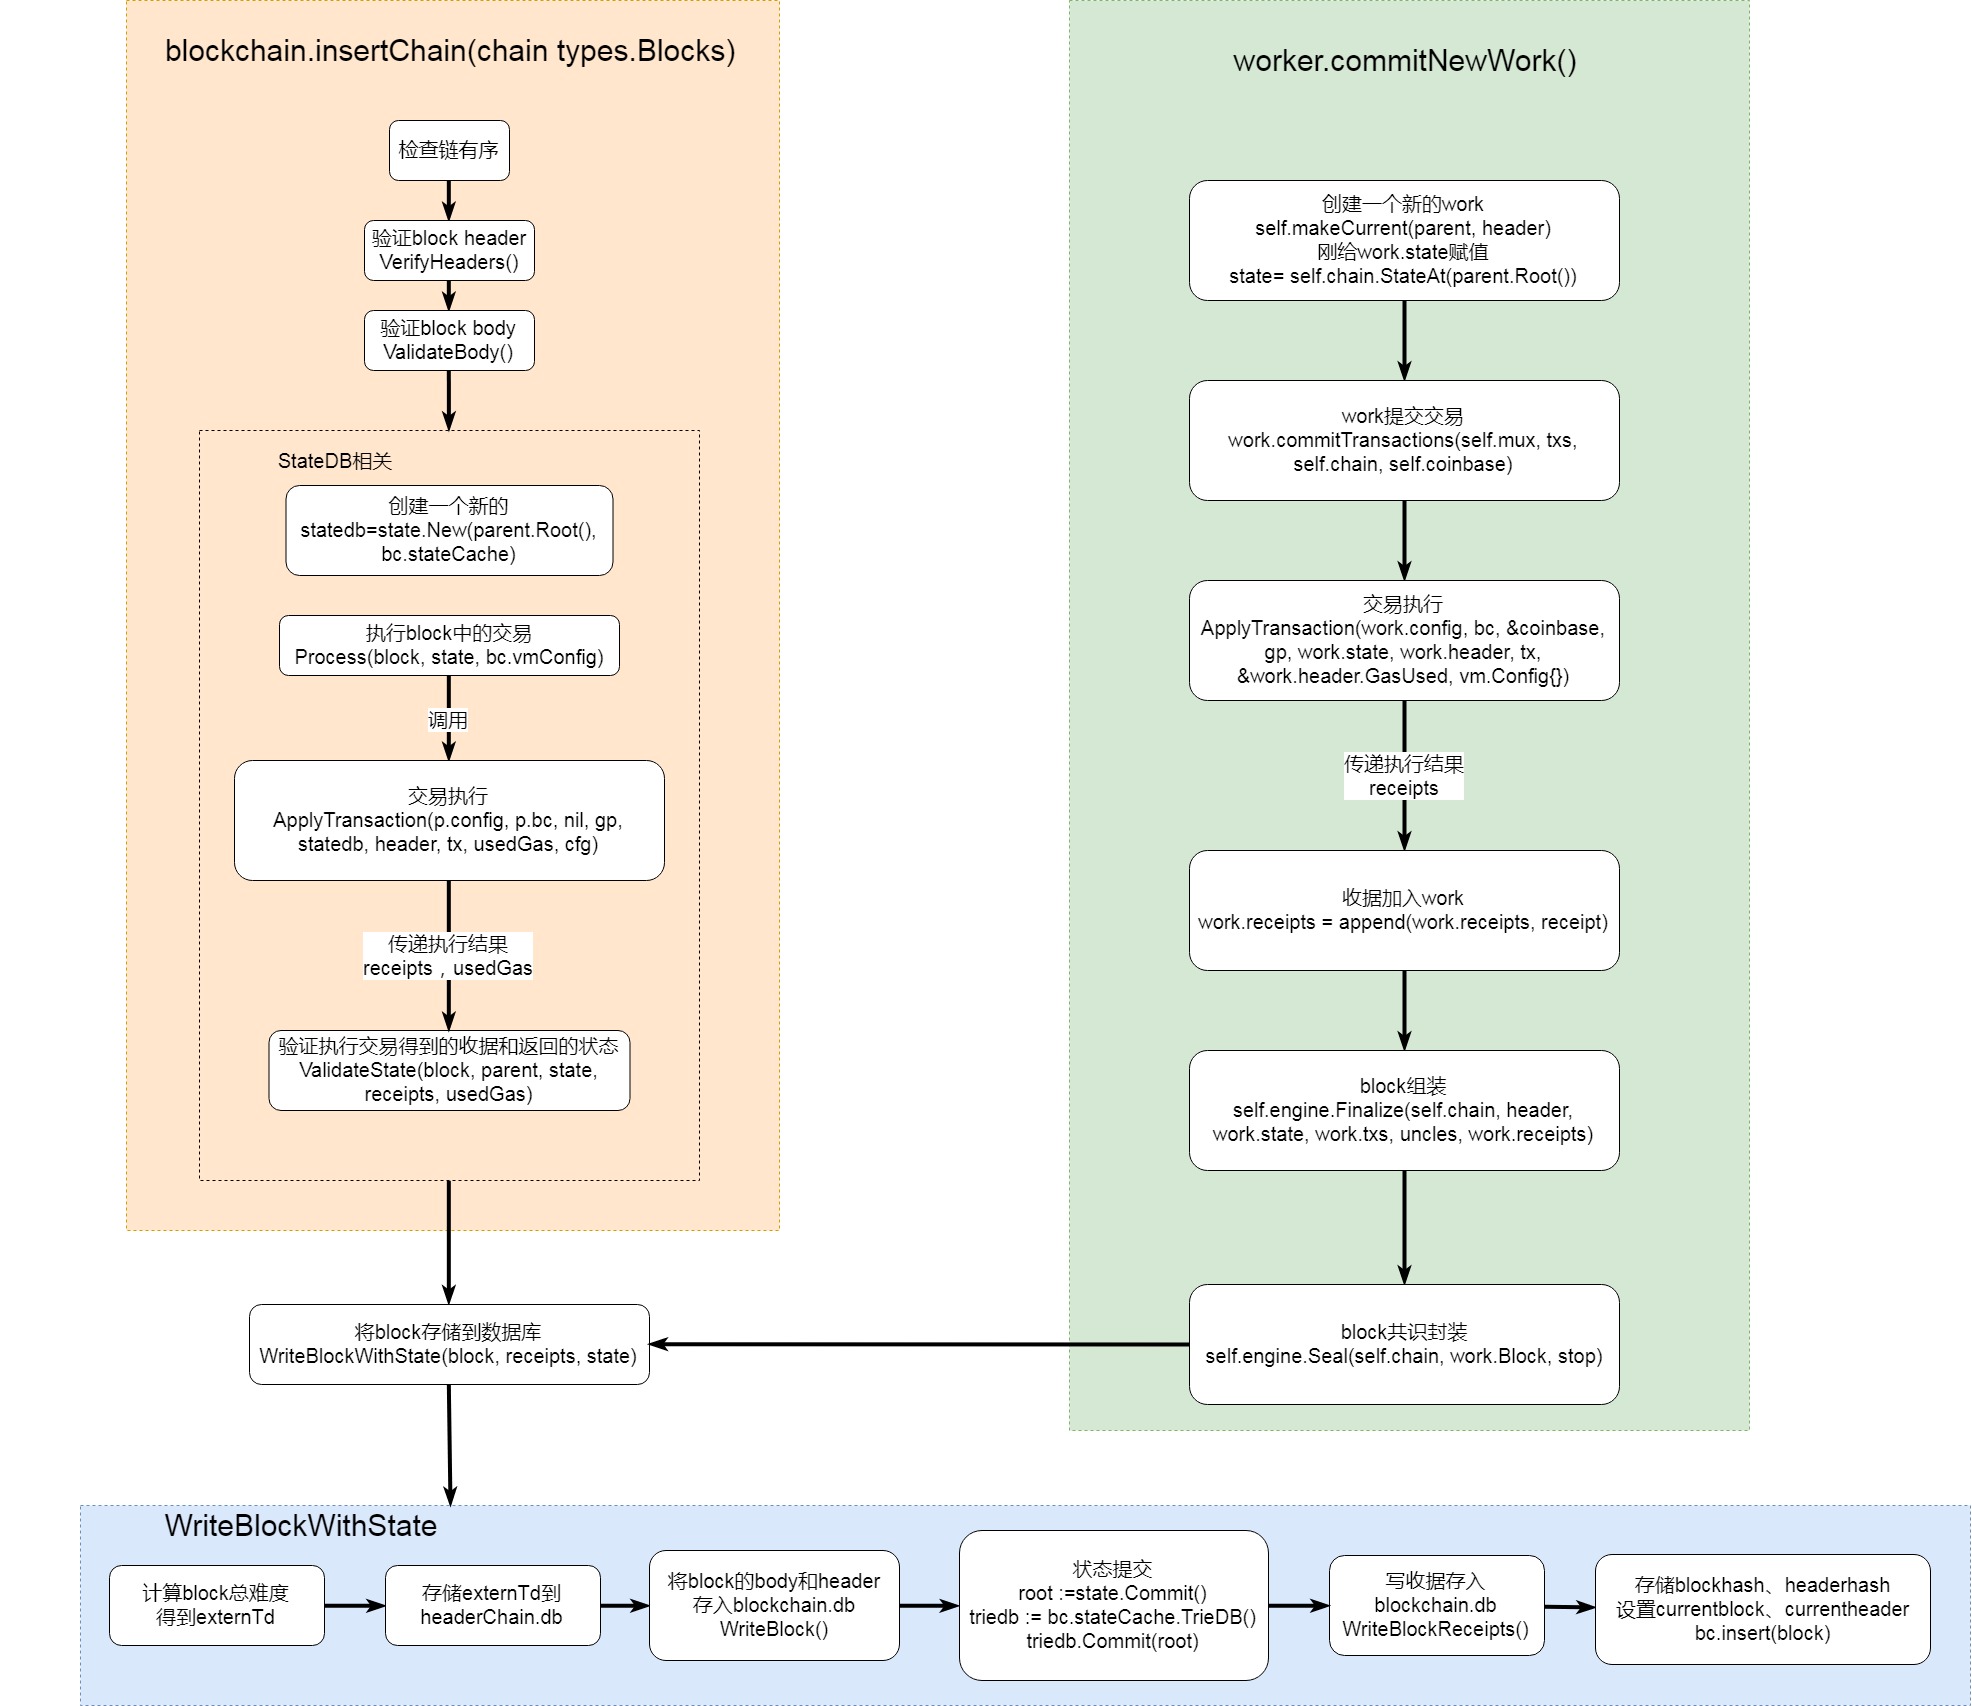 blockchain.insertChain(chain types.Blocks)
检查链有序
验证block header
VerifyHeaders()
验证block body
ValidateBody()
StateDB相关
创建一个新的
statedb=state.New(parent.Root(),
bc.stateCache)
执行block中的交易
Process(block, state, bc.vmConfig)
调用
交易执行
ApplyTransaction(p.config, p.bc, nil, gp,
statedb, header, tx, usedGas, cfg)
传递执行结果
receipts，usedGas
验证执行交易得到的收据和返回的状态
ValidateState(block, parent, state,
receipts, usedGas)
将block存储到数据库
WriteBlockWithState(block, receipts, state)
worker.commitNewWork()
创建一个新的work
self.makeCurrent(parent, header)
刚给work.state赋值
state= self.chain.StateAt(parent.Root())
work提交交易
work.commitTransactions(self.mux, txs,
self.chain, self.coinbase)
交易执行
ApplyTransaction(work.config, bc, &coinbase,
gp, work.state, work.header, tx,
&work.header.GasUsed, vm.Config{})
传递执行结果
receipts
收据加入work
work.receipts = append(work.receipts, receipt)
block组装
self.engine.Finalize(self.chain, header,
work.state, work.txs, uncles, work.receipts)
block共识封装
self.engine.Seal(self.chain, work.Block, stop)
WriteBlockWithState
计算block总难度
得到externTd
存储externTd到
headerChain.db
将block的body和header
存入blockchain.db
WriteBlock()
状态提交
root :=state.Commit()
triedb := bc.stateCache.TrieDB()
triedb.Commit(root)
写收据存入
blockchain.db
WriteBlockReceipts()
存储blockhash、headerhash
设置currentblock、currentheader
bc.insert(block)